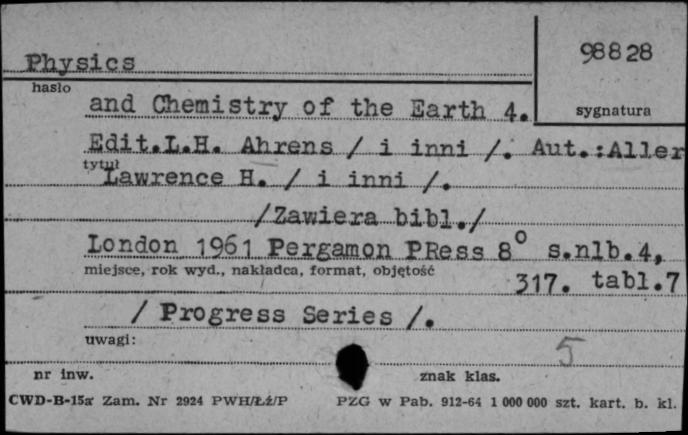 98828
Physics
hasło
and Chemistry of the Earth 4.
sygnatura
Edit.L.H. Ahrens / i inni /. Aut.:Aller
tytuł
Lawrence H. / i inni /.
/Zawiera bibl./
London 1961 Pergamon PRess 8° s.nlb.4,
miejsce, rok wyd., nakładca, format, objętość
317. tabl.7
/ Progress Series /.
uwagi:
5
nr inw.
znak klas.
CWD-B-15a Zam. Nr 2924 PWH/Łź/P PZG w Pab. 912-64 1 000 000 szt. kart. b. kl.